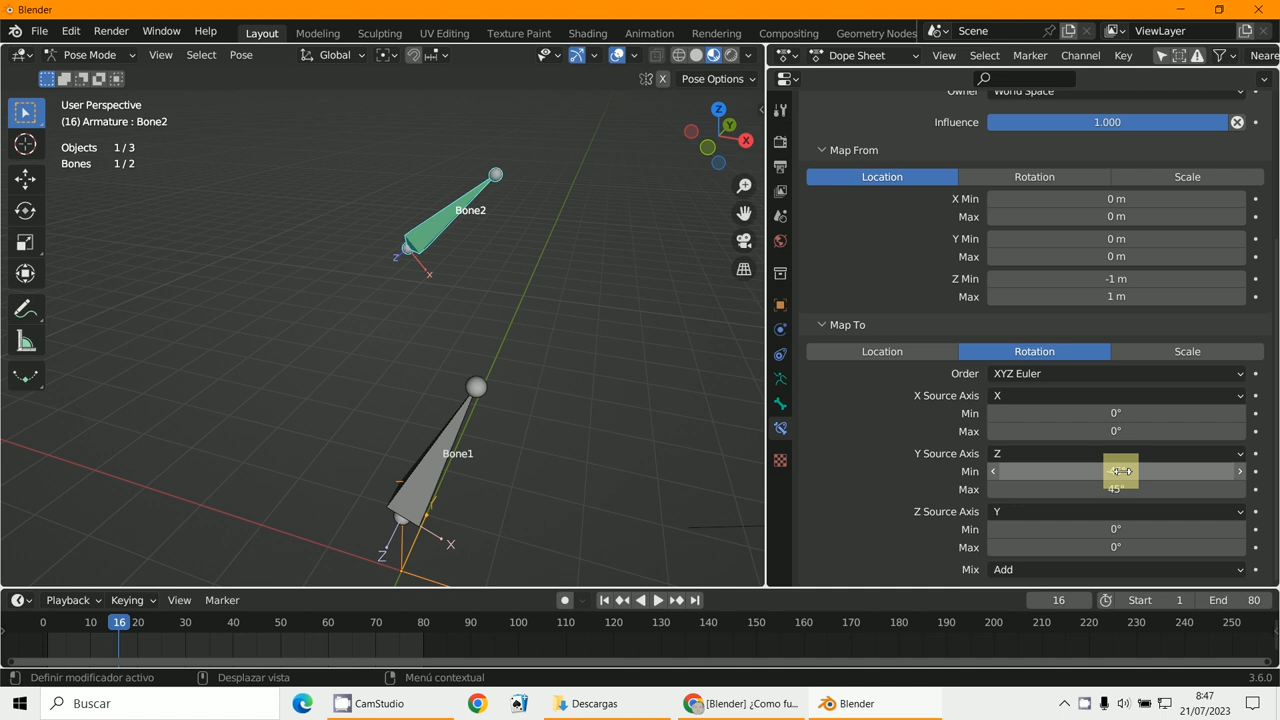 Blender
File Edit Render Window Help Layout Modeling Sculpting UV Editing Texture Paint Shading Animation Rendering Compositing Geometry Nodes Scene ViewLayer
Pose Mode View Select Pose Global Dope Sheet View Select Marker Channel Key Neare
X Pose Options
User Perspective
(16) Armature : Bone2
Objects 1 / 3
Bones 1 / 2
Z
Y
X
Bone2
z
x
Bone1
Z
X
Owner World Space
Influence 1.000
Map From
Location Rotation Scale
X Min 0 m
Max 0 m
Y Min 0 m
Max 0 m
Z Min -1 m
Max 1 m
Map To
Location Rotation Scale
Order XYZ Euler
X Source Axis X
Min 0°
Max 0°
Y Source Axis Z
Min
Max 45°
Z Source Axis Y
Min 0°
Max 0°
Mix Add
Playback Keying View Marker 16 Start 1 End 80
0 10 16 20 30 40 50 60 70 80 90 100 110 120 130 140 150 160 170 180 190 200 210 220 230 240 250
Definir modificador activo Desplazar vista Menú contextual 3.6.0
Buscar CamStudio Descargas [Blender] ¿Como fu... Blender 8:47
21/07/2023